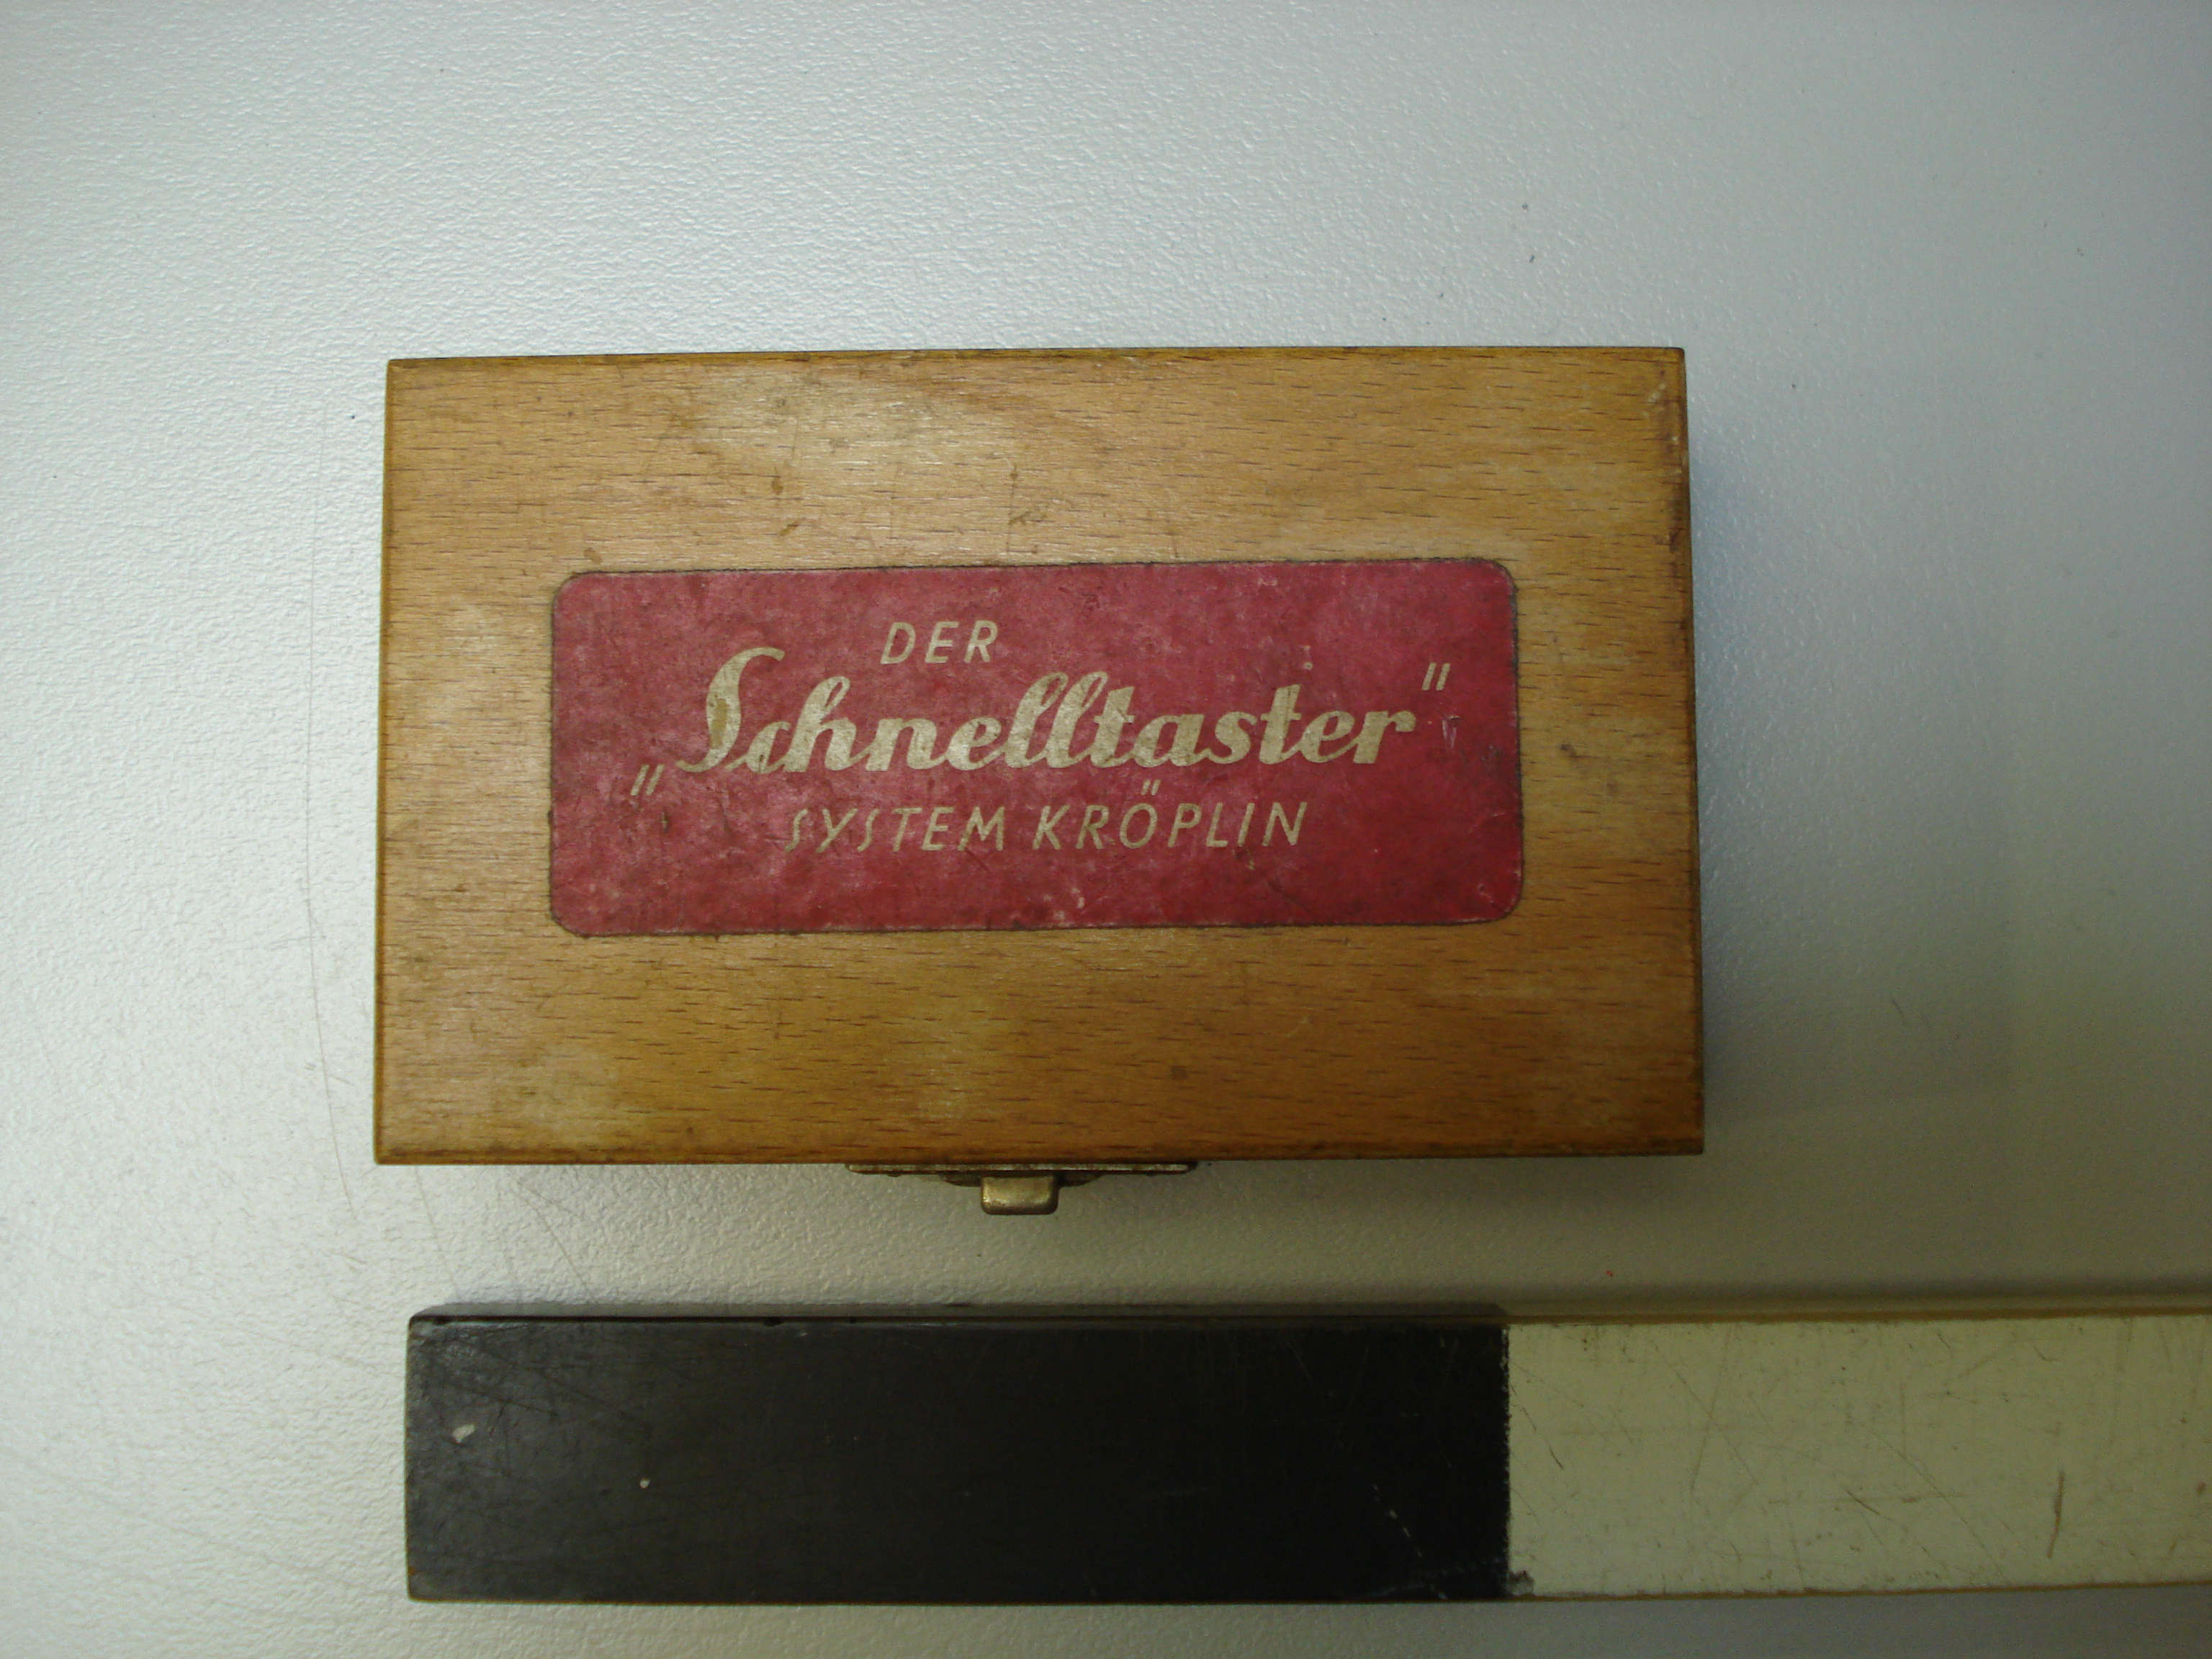 DER
„Schnelltaster"
SYSTEM KRÖPLIN